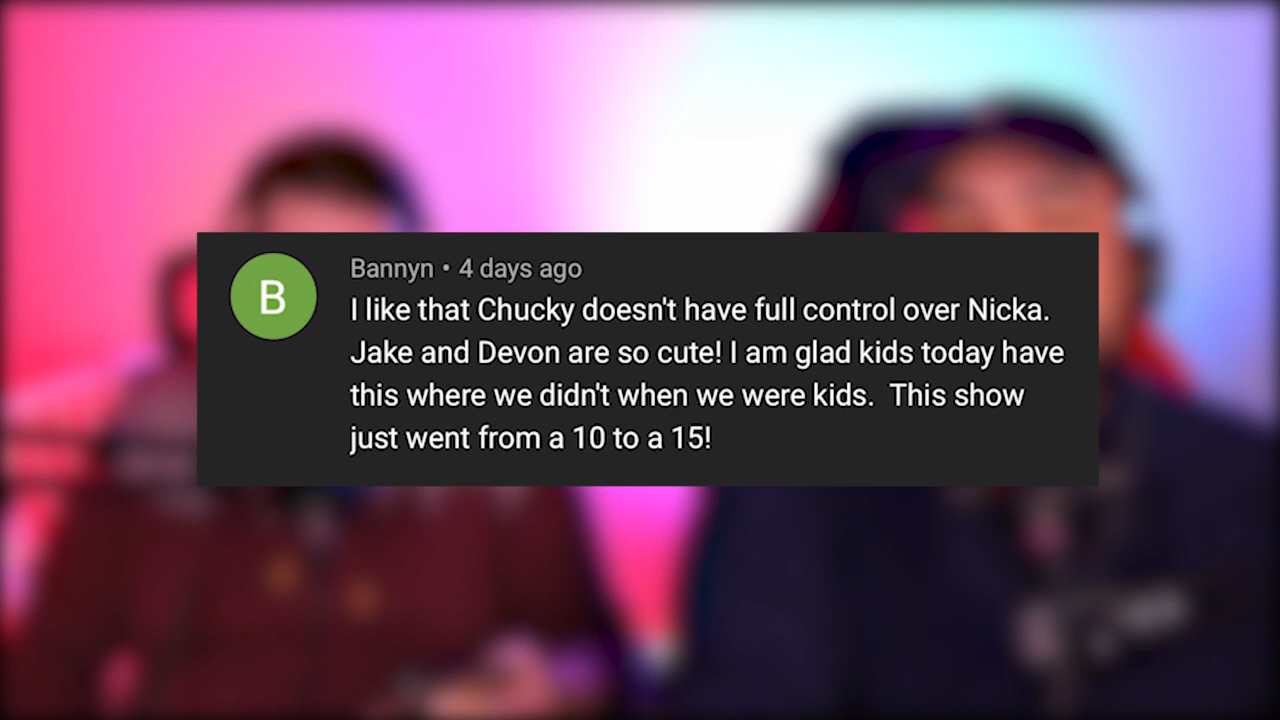 B
Bannyn • 4 days ago
I like that Chucky doesn't have full control over Nicka.
Jake and Devon are so cute! I am glad kids today have
this where we didn't when we were kids.  This show
just went from a 10 to a 15!